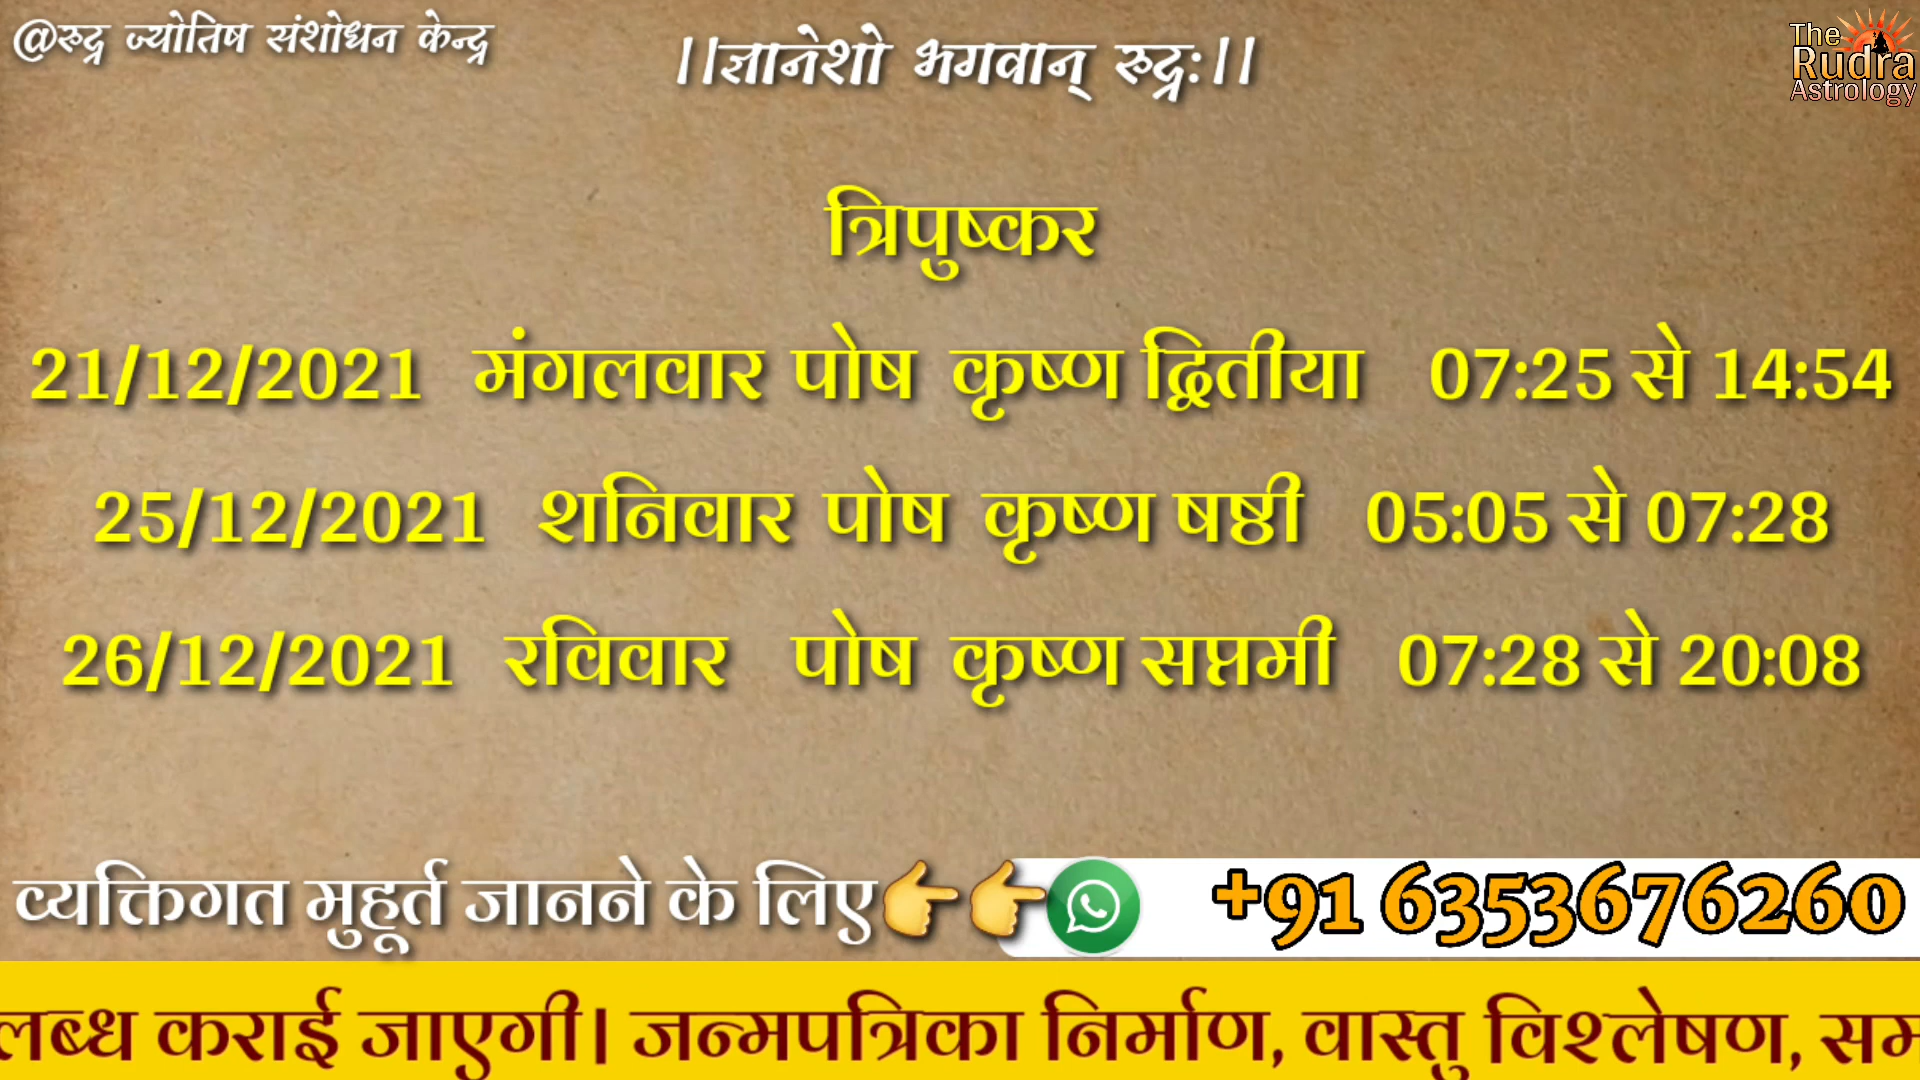 @रुद्र ज्योतिष संशोधन केन्द्र
।।ज्ञानेशो भगवान् रुद्रः।।
The
Rudra
Astrology
त्रिपुष्कर
21/12/2021 मंगलवार पोष कृष्ण द्वितीया 07:25 से 14:54
25/12/2021 शनिवार पोष कृष्ण षष्ठी 05:05 से 07:28
26/12/2021 रविवार पोष कृष्ण सप्तमी 07:28 से 20:08
व्यक्तिगत मुहूर्त जानने के लिए👉👉 +91 6353676260
लब्ध कराई जाएगी। जन्मपत्रिका निर्माण, वास्तु विश्लेषण, सम